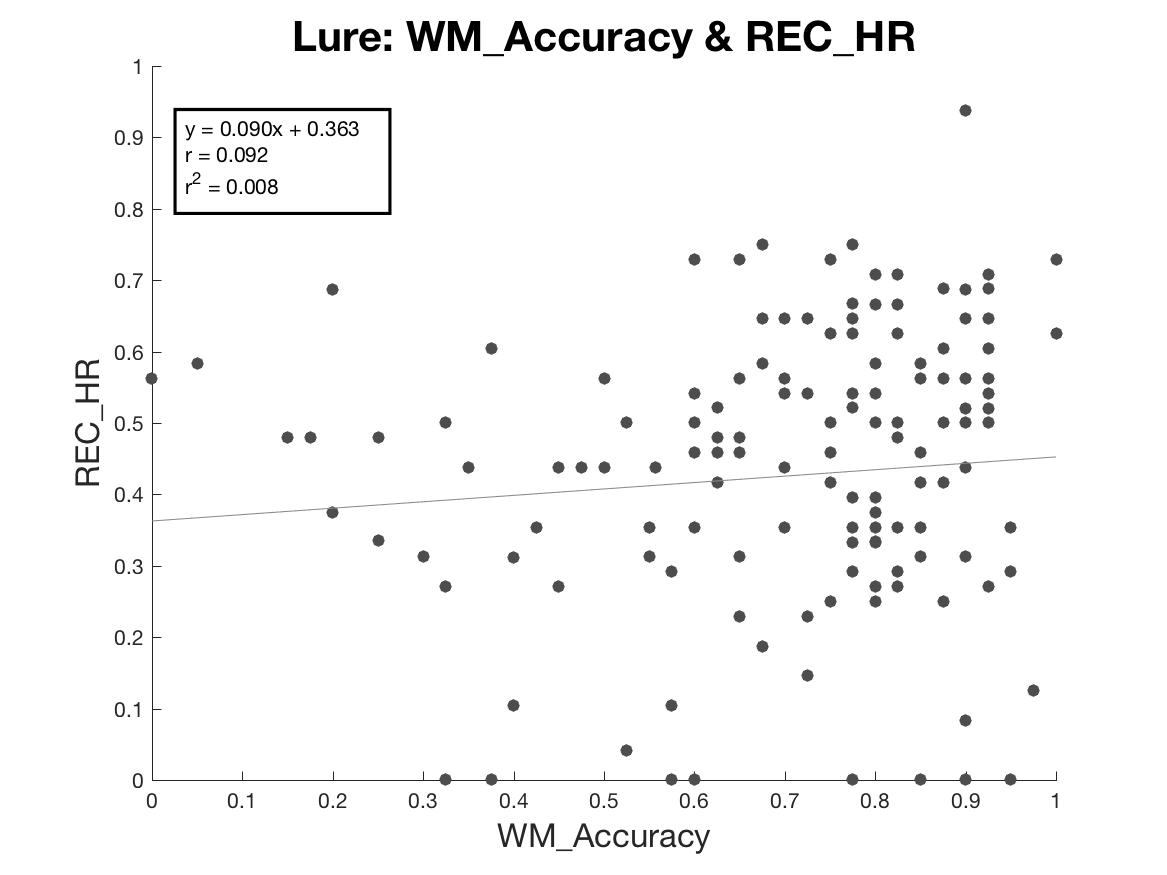 Lure: WM_Accuracy & REC_HR
1
0.9
0.8
0.7
0.6
0.5
0.4
0.3
0.2
0.1
0
y = 0.090x + 0.363
r = 0.092
r² = 0.008
REC_HR
0 0.1 0.2 0.3 0.4 0.5 0.6 0.7 0.8 0.9 1
WM_Accuracy